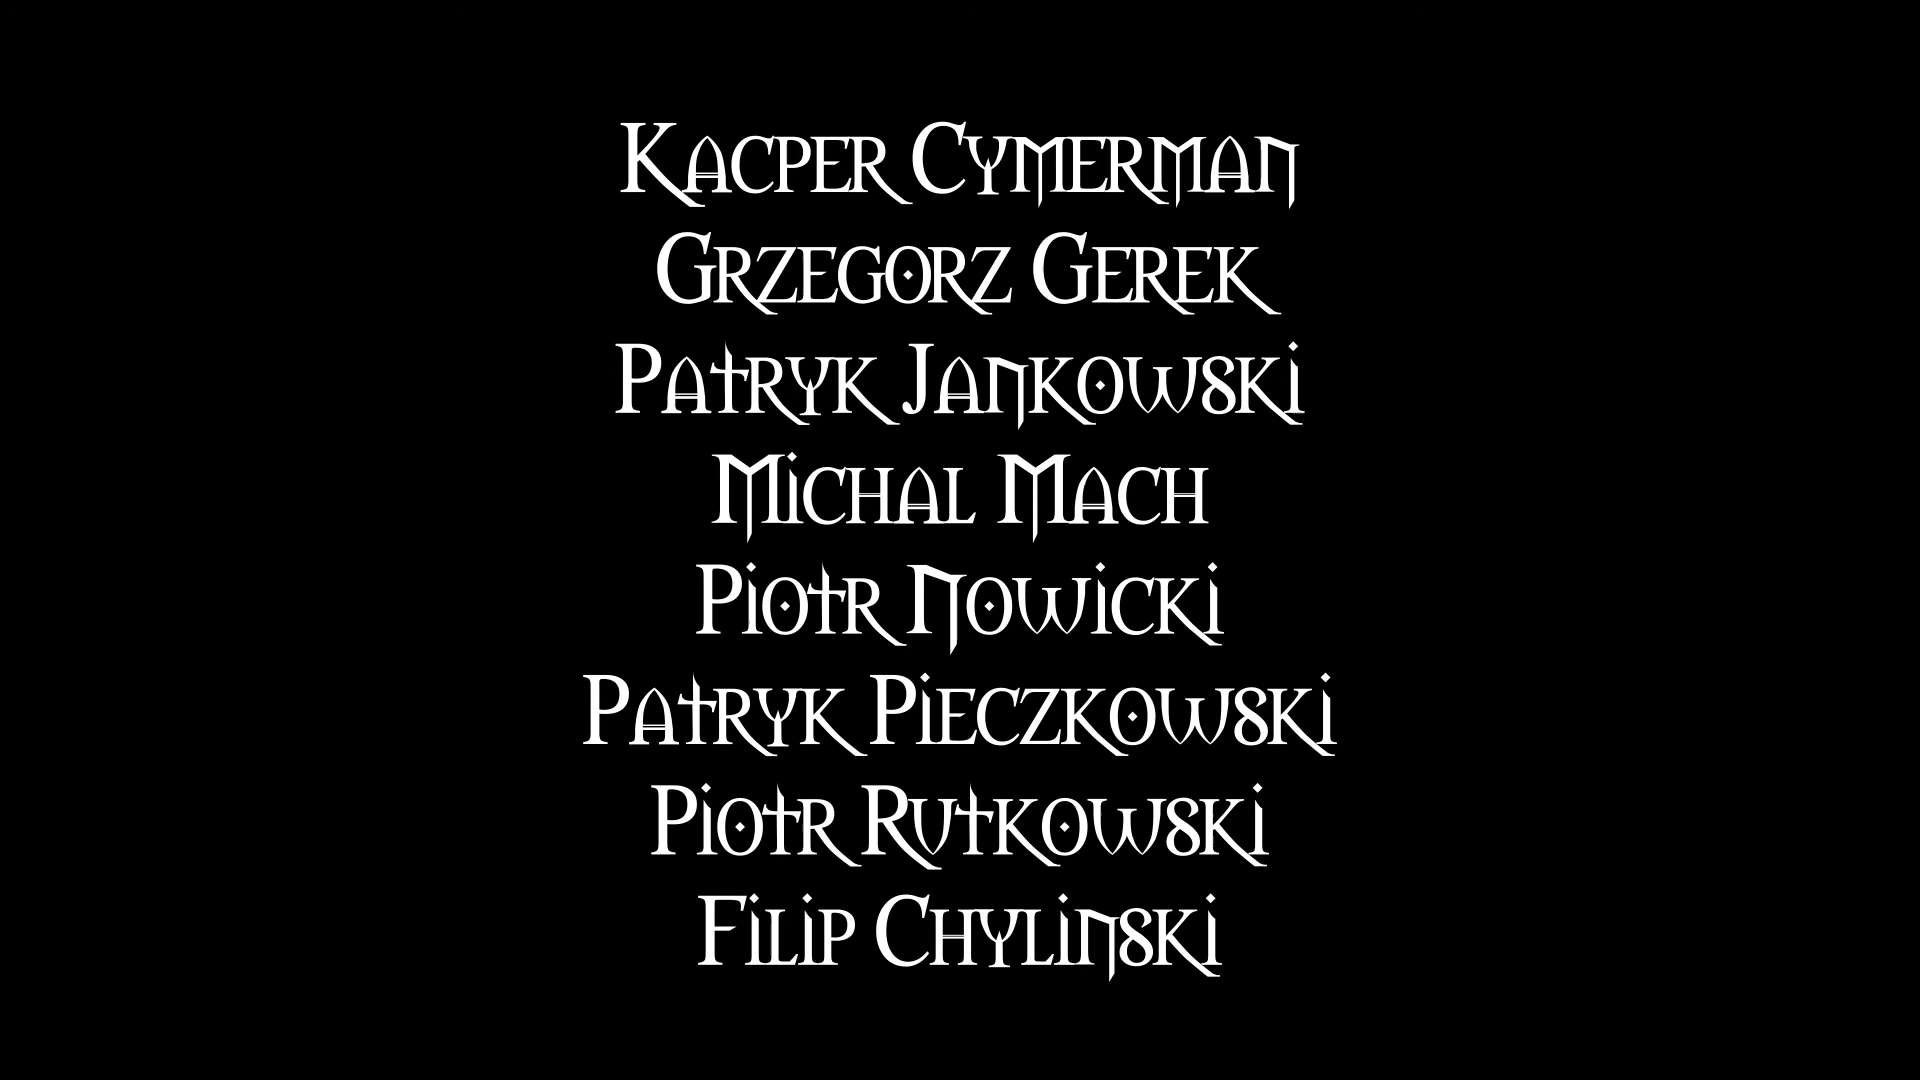 Kacper Cymerman
Grzegorz Gerek
Patryk Jankowski
Michal Mach
Piotr Nowicki
Patryk Pieczkowski
Piotr Rutkowski
Filip Chylinski